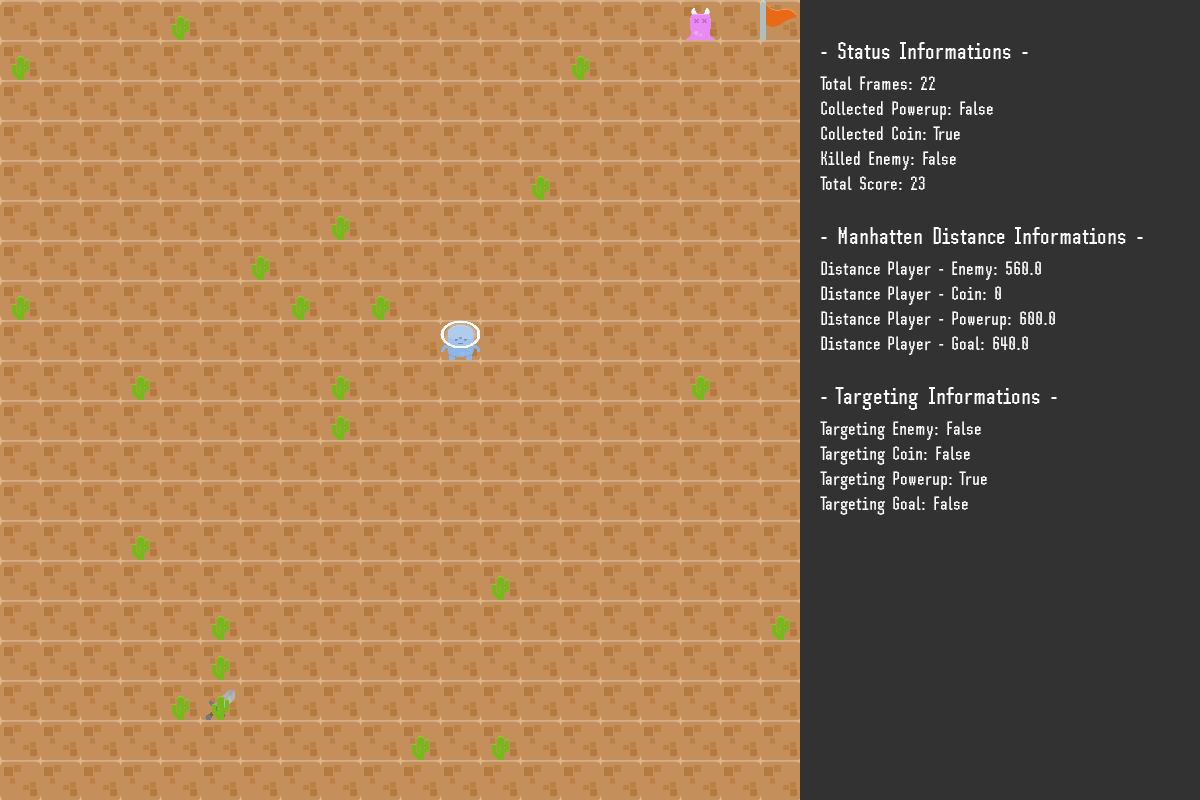 - Status Informations -
Total Frames: 22
Collected Powerup: False
Collected Coin: True
Killed Enemy: False
Total Score: 23
- Manhatten Distance Informations -
Distance Player - Enemy: 560.0
Distance Player - Coin: 0
Distance Player - Powerup: 600.0
Distance Player - Goal: 640.0
- Targeting Informations -
Targeting Enemy: False
Targeting Coin: False
Targeting Powerup: True
Targeting Goal: False